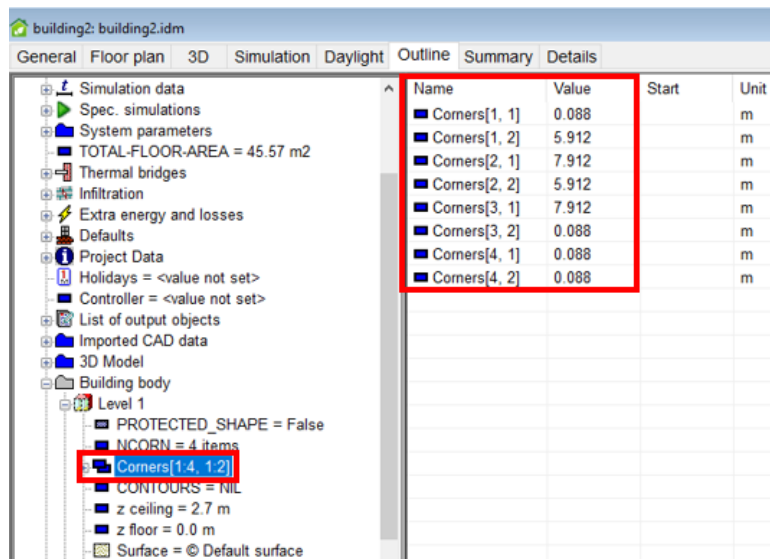 building2: building2.idm
General Floor plan 3D Simulation Daylight Outline Summary Details
Simulation data
Spec. simulations
System parameters
TOTAL-FLOOR-AREA = 45.57 m2
Thermal bridges
Infiltration
Extra energy and losses
Defaults
Project Data
Holidays = <value not set>
Controller = <value not set>
List of output objects
Imported CAD data
3D Model
Building body
Level 1
PROTECTED_SHAPE = False
NCORN = 4 items
Corners[1:4, 1:2]
CONTOURS = NIL
z ceiling = 2.7 m
z floor = 0.0 m
Surface = © Default surface
Name Value Start Unit
Corners[1, 1] 0.088 m
Corners[1, 2] 5.912 m
Corners[2, 1] 7.912 m
Corners[2, 2] 5.912 m
Corners[3, 1] 7.912 m
Corners[3, 2] 0.088 m
Corners[4, 1] 0.088 m
Corners[4, 2] 0.088 m